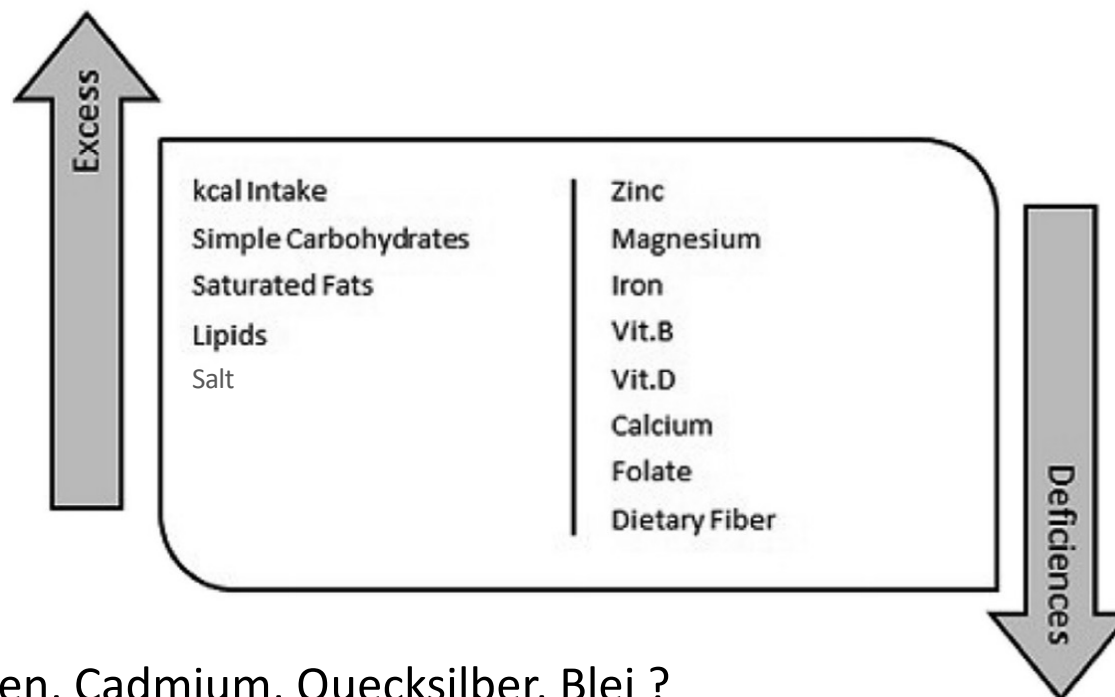 Excess
kcal Intake
Simple Carbohydrates
Saturated Fats
Lipids
Salt
Zinc
Magnesium
Iron
Vit.B
Vit.D
Calcium
Folate
Dietary Fiber
Deficiences
Cadmium, Quecksilber, Blei ?